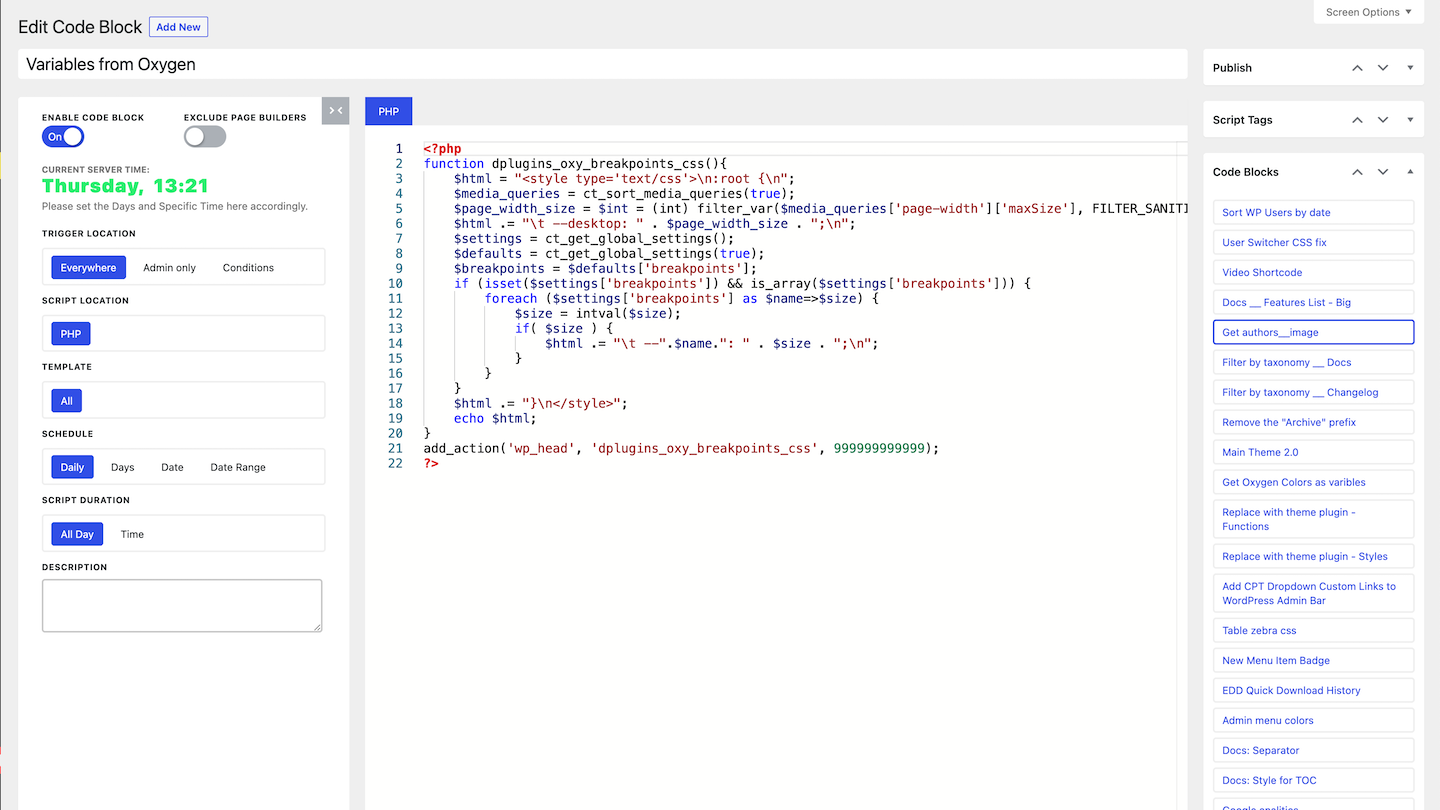 Screen Options
Edit Code Block Add New
Variables from Oxygen
ENABLE CODE BLOCK EXCLUDE PAGE BUILDERS
On
CURRENT SERVER TIME:
Thursday, 13:21
Please set the Days and Specific Time here accordingly.
TRIGGER LOCATION
Everywhere Admin only Conditions
SCRIPT LOCATION
PHP
TEMPLATE
All
SCHEDULE
Daily Days Date Date Range
SCRIPT DURATION
All Day Time
DESCRIPTION
PHP
1 <?php
2 function dplugins_oxy_breakpoints_css(){
3 $html = "<style type='text/css'>\n:root {\n";
4 $media_queries = ct_sort_media_queries(true);
5 $page_width_size = $int = (int) filter_var($media_queries['page-width']['maxSize'], FILTER_SANITI
6 $html .= "\t --desktop: " . $page_width_size . ";\n";
7 $settings = ct_get_global_settings();
8 $defaults = ct_get_global_settings(true);
9 $breakpoints = $defaults['breakpoints'];
10 if (isset($settings['breakpoints']) && is_array($settings['breakpoints'])) {
11 foreach ($settings['breakpoints'] as $name=>$size) {
12 $size = intval($size);
13 if( $size ) {
14 $html .= "\t --".$name.": " . $size . ";\n";
15 }
16 }
17 }
18 $html .= "}\n</style>";
19 echo $html;
20 }
21 add_action('wp_head', 'dplugins_oxy_breakpoints_css', 999999999999);
22 ?>
Publish
Script Tags
Code Blocks
Sort WP Users by date
User Switcher CSS fix
Video Shortcode
Docs __ Features List - Big
Get authors__image
Filter by taxonomy __ Docs
Filter by taxonomy __ Changelog
Remove the "Archive" prefix
Main Theme 2.0
Get Oxygen Colors as varibles
Replace with theme plugin -
Functions
Replace with theme plugin - Styles
Add CPT Dropdown Custom Links to
WordPress Admin Bar
Table zebra css
New Menu Item Badge
EDD Quick Download History
Admin menu colors
Docs: Separator
Docs: Style for TOC